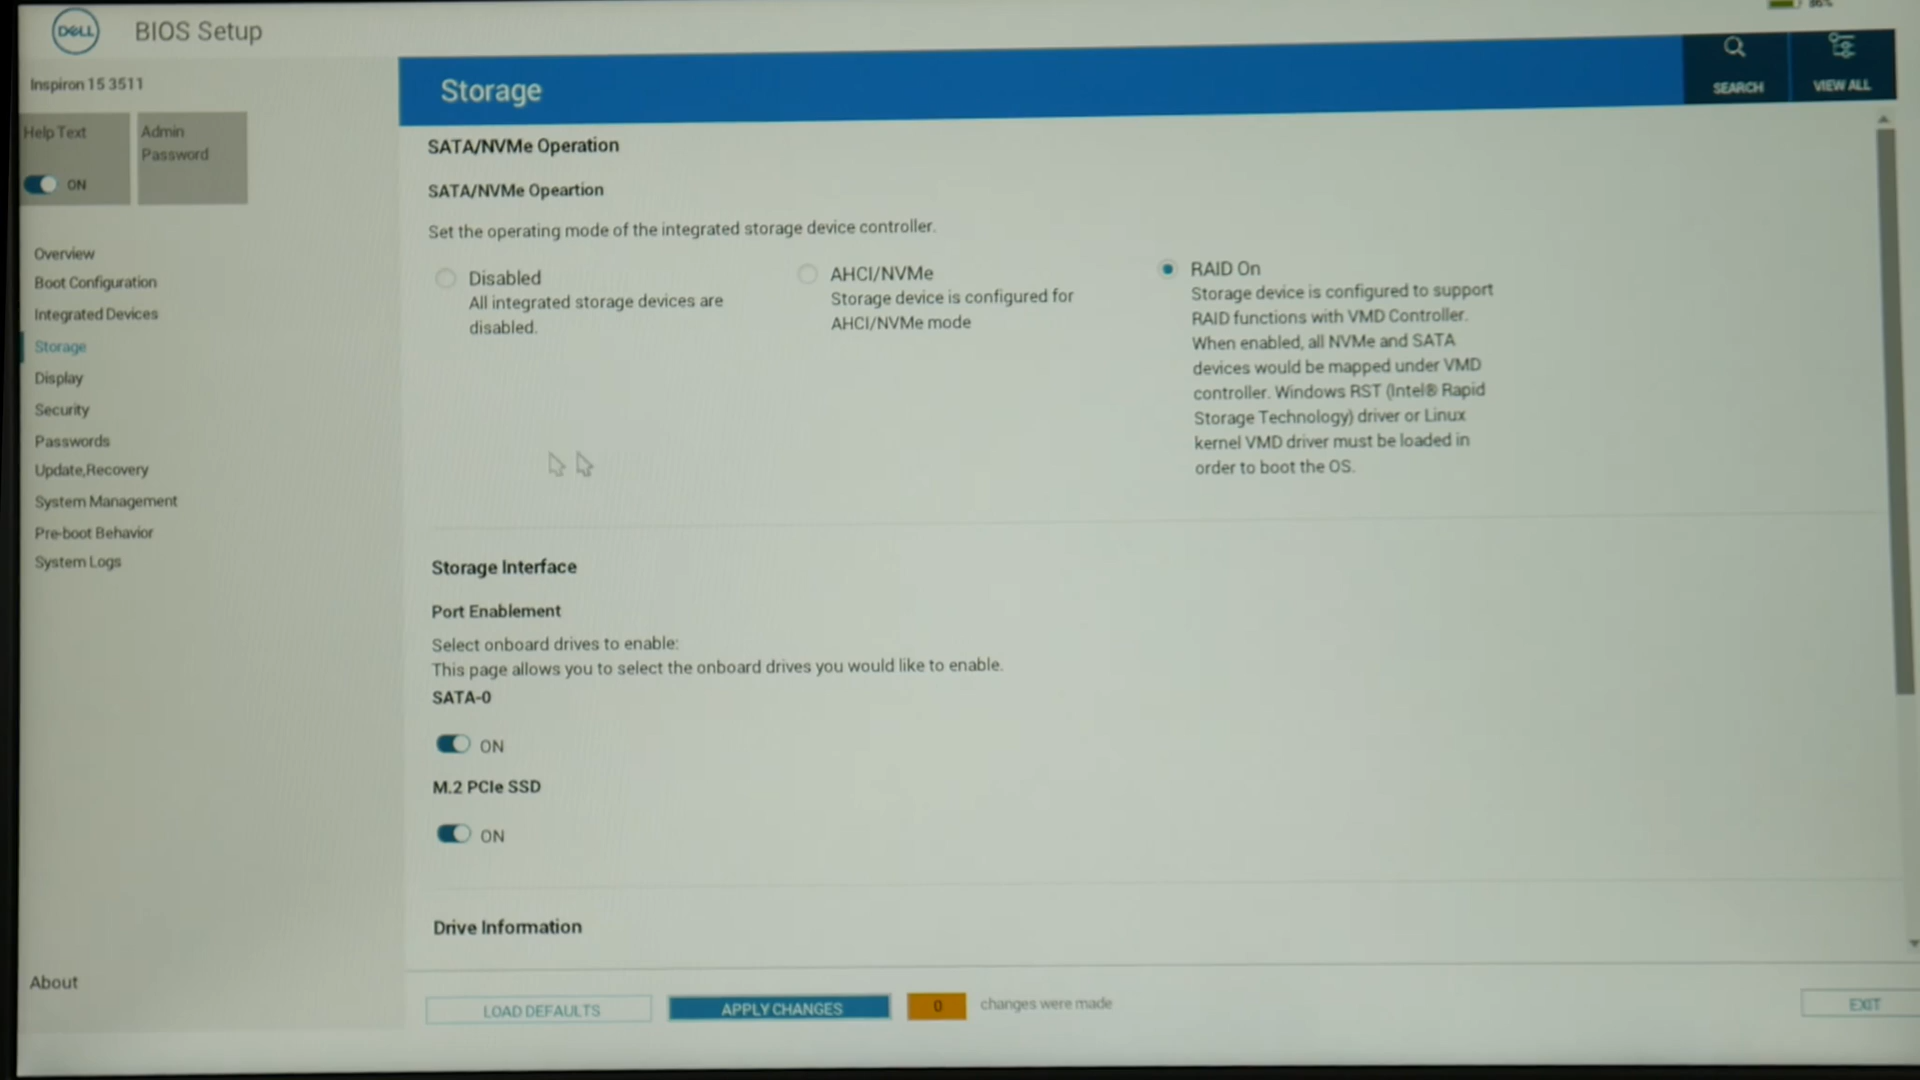 DELL
BIOS Setup
86%
Inspiron 15 3511
Help Text
ON
Admin
Password
Overview
Boot Configuration
Integrated Devices
Storage
Display
Security
Passwords
Update,Recovery
System Management
Pre-boot Behavior
System Logs
About
Storage
SEARCH
VIEW ALL
SATA/NVMe Operation
SATA/NVMe Opeartion
Set the operating mode of the integrated storage device controller.
Disabled
All integrated storage devices are
disabled.
AHCI/NVMe
Storage device is configured for
AHCI/NVMe mode
RAID On
Storage device is configured to support
RAID functions with VMD Controller.
When enabled, all NVMe and SATA
devices would be mapped under VMD
controller. Windows RST (Intel® Rapid
Storage Technology) driver or Linux
kernel VMD driver must be loaded in
order to boot the OS.
Storage Interface
Port Enablement
Select onboard drives to enable:
This page allows you to select the onboard drives you would like to enable.
SATA-0
ON
M.2 PCIe SSD
ON
Drive Information
LOAD DEFAULTS
APPLY CHANGES
0
changes were made
EXIT